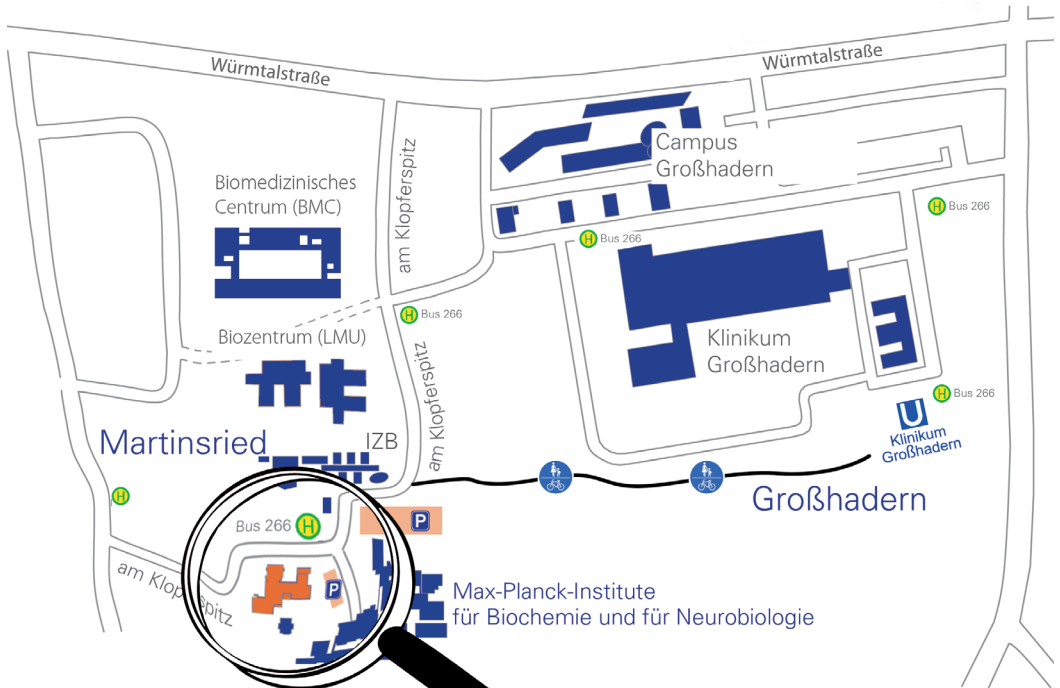 Würmtalstraße
Würmtalstraße
Campus
Großhadern
am Klopferspitz
Biomedizinisches
Centrum (BMC)
H Bus 266
H Bus 266
H Bus 266
Biozentrum (LMU)
Klinikum
Großhadern
am Klopferspitz
H Bus 266
U
Klinikum
Großhadern
Martinsried
IZB
Großhadern
H
Bus 266 H
P
am Klopferspitz
P
Max-Planck-Institute
für Biochemie und für Neurobiologie